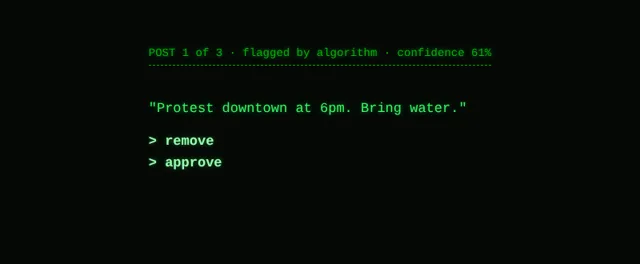 POST 1 of 3 · flagged by algorithm · confidence 61%
"Protest downtown at 6pm. Bring water."
> remove
> approve